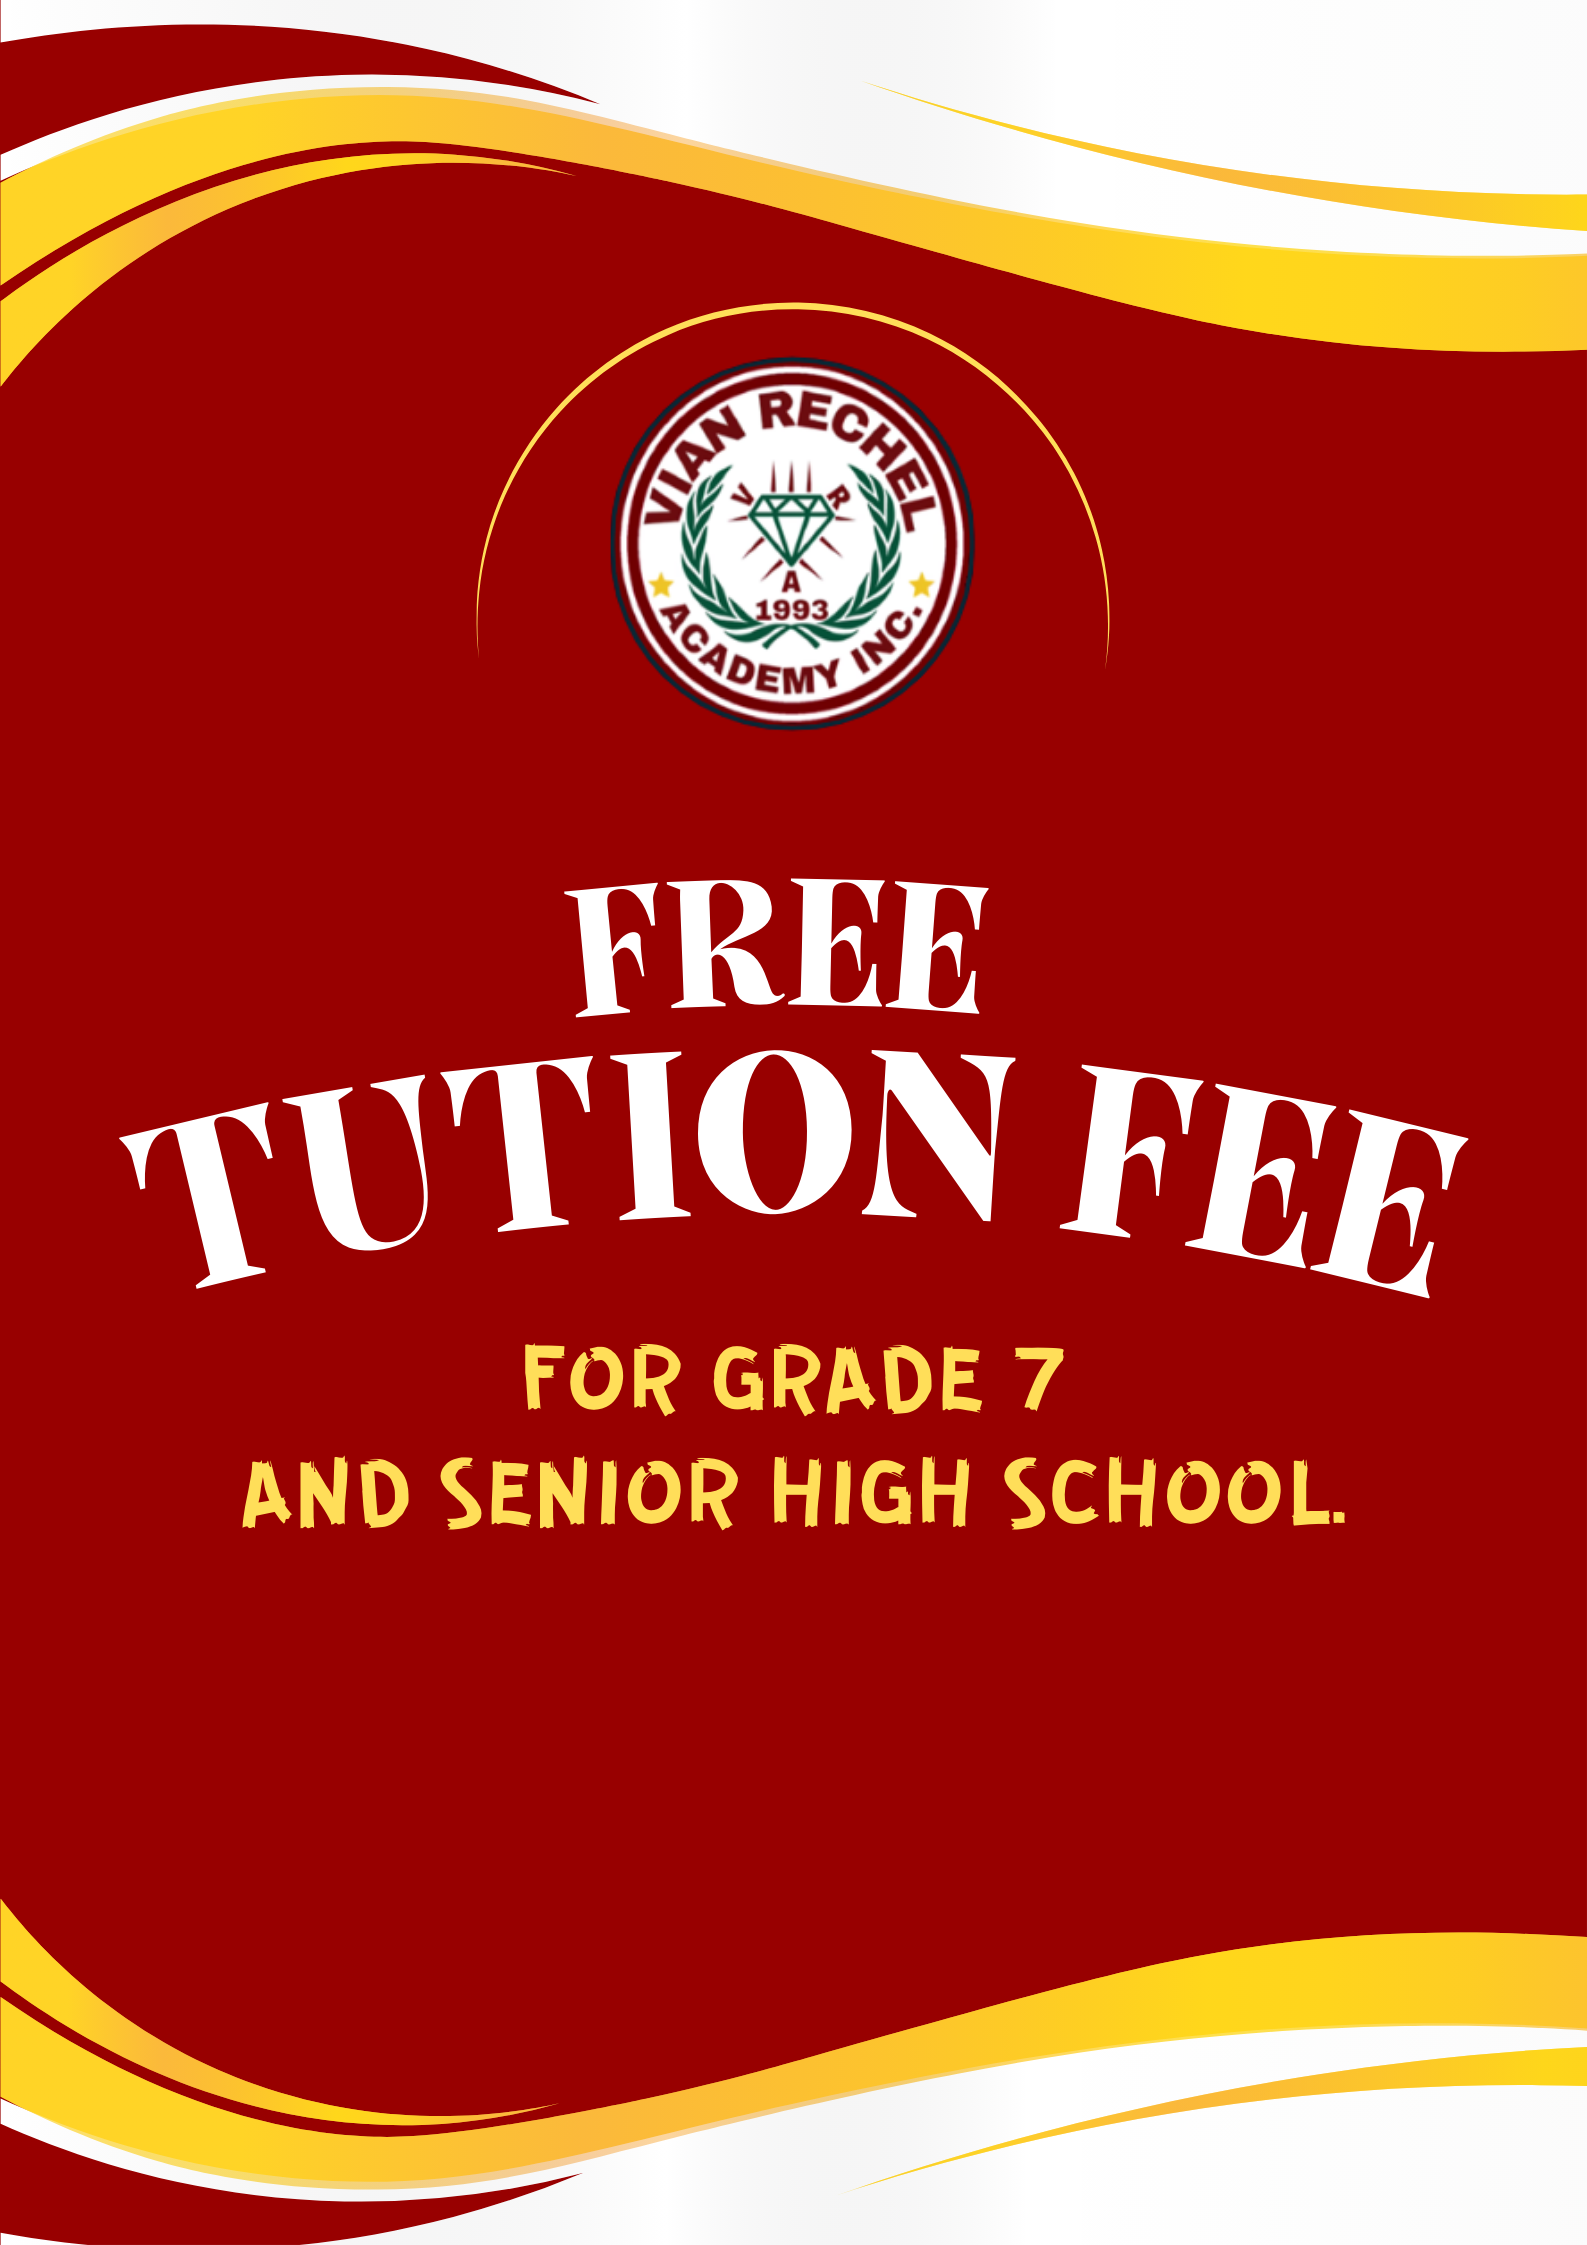 VIAN RECHEL
V R
A
1993
ACADEMY INC.
FREE
TUTION FEE
FOR GRADE 7
AND SENIOR HIGH SCHOOL.